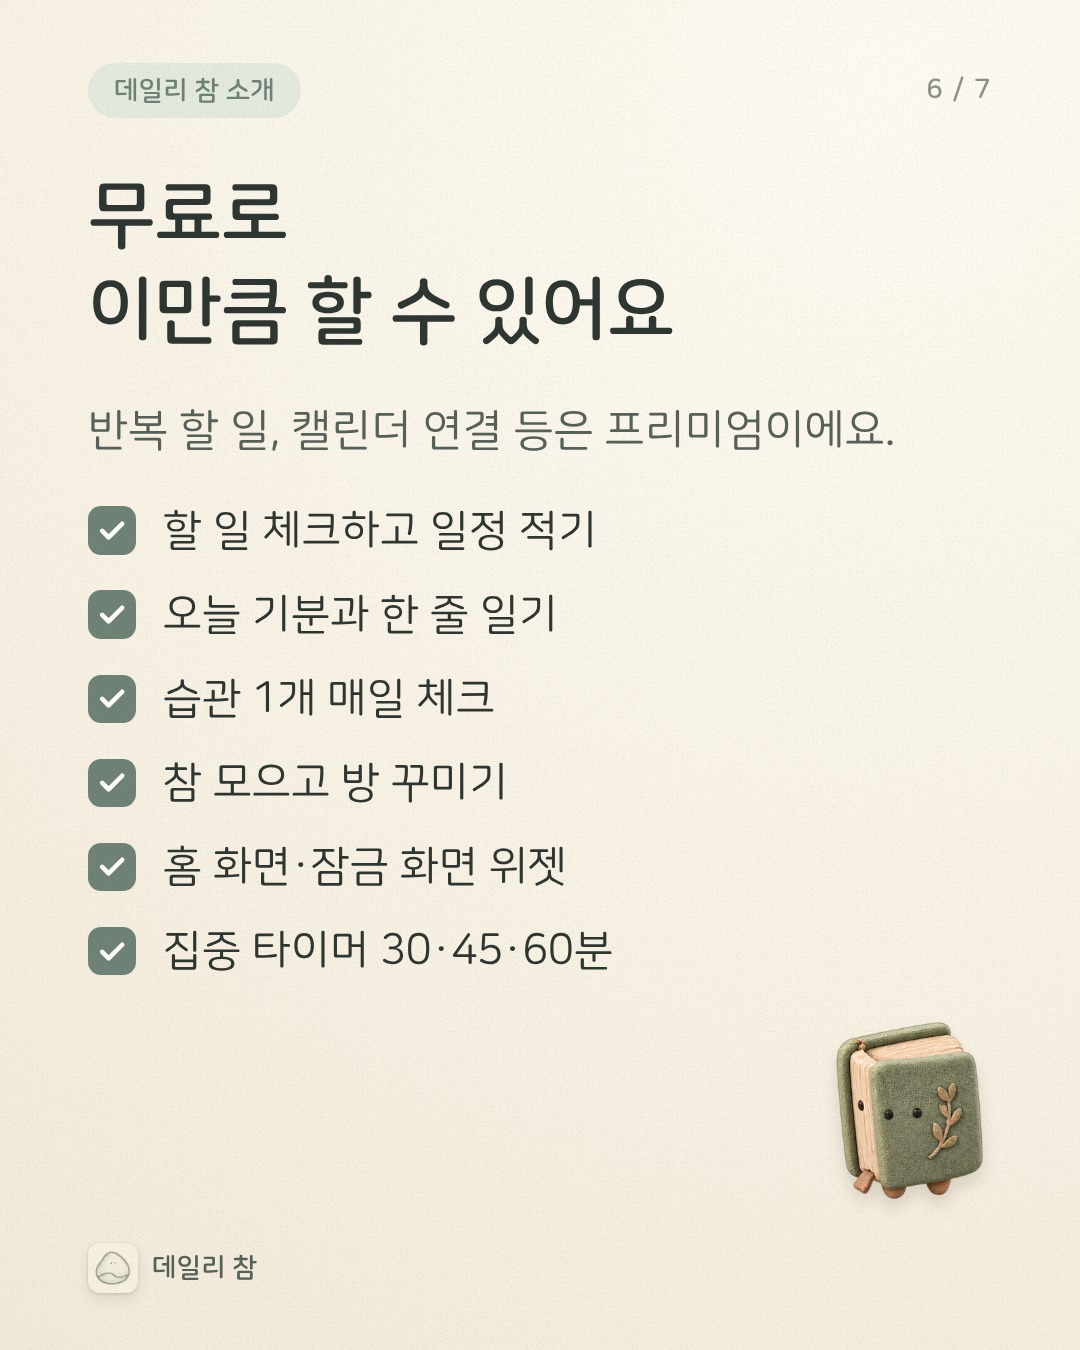 데일리 참 소개
6 / 7
무료로
이만큼 할 수 있어요
반복 할 일, 캘린더 연결 등은 프리미엄이에요.
할 일 체크하고 일정 적기
오늘 기분과 한 줄 일기
습관 1개 매일 체크
참 모으고 방 꾸미기
홈 화면·잠금 화면 위젯
집중 타이머 30·45·60분
데일리 참